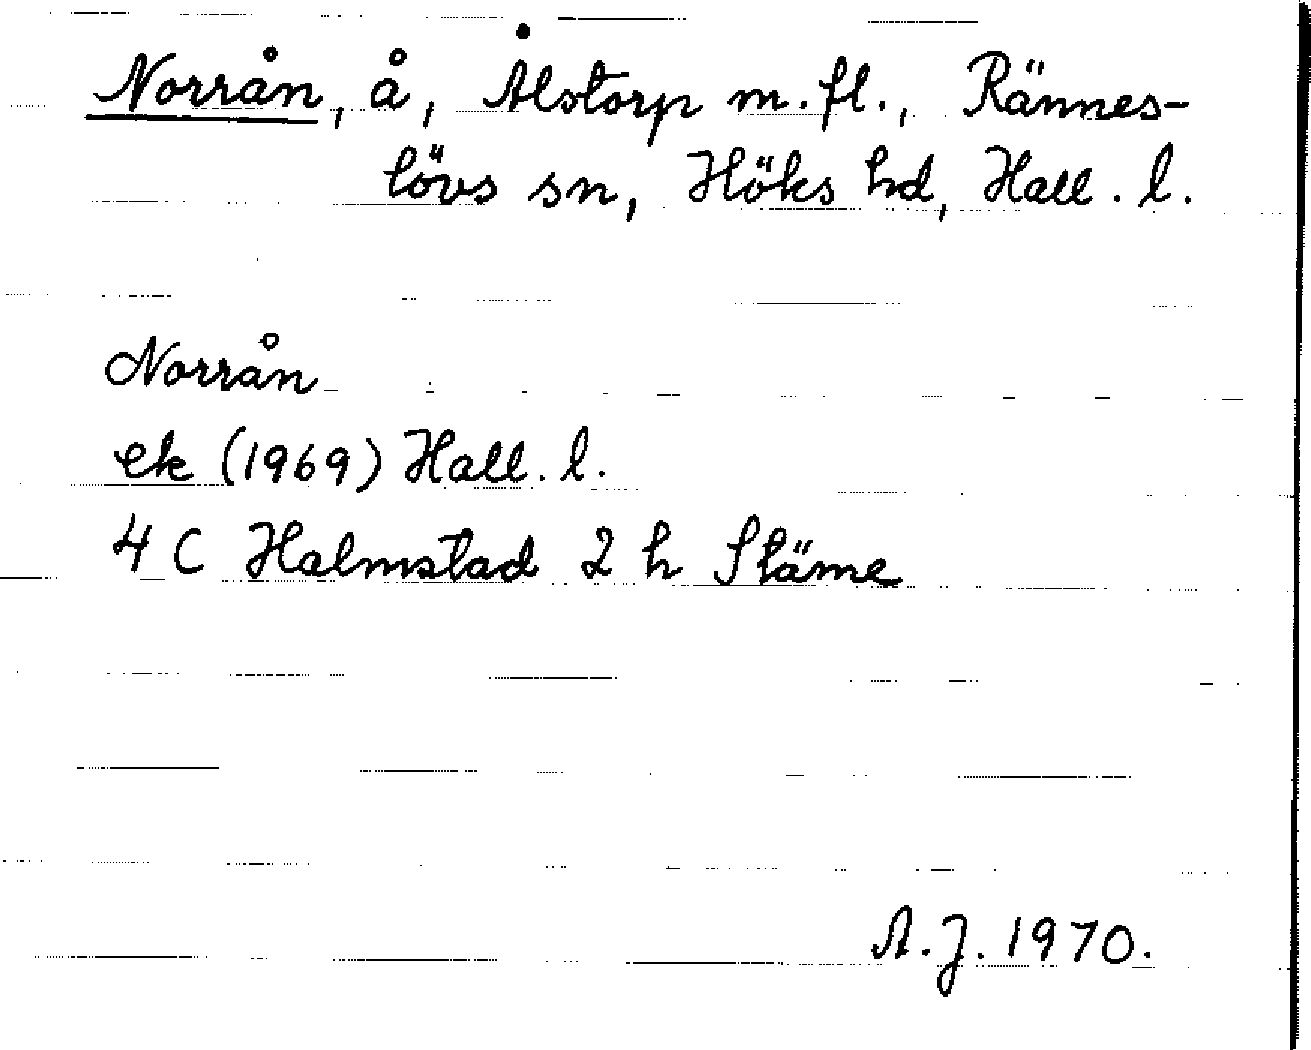 Norrån, å, Ålstorp m.fl., Rännes-
lövs sn, Höks hd, Hall. l.
Norrån
ek (1969) Hall. l.
4 C Halmstad 2 h Stäme
A.J. 1970.